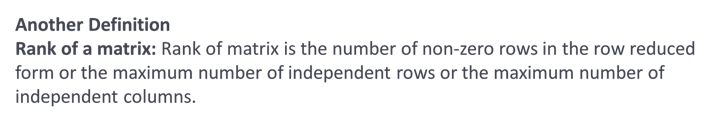 Another Definition
Rank of a matrix: Rank of matrix is the number of non-zero rows in the row reduced
form or the maximum number of independent rows or the maximum number of
independent columns.